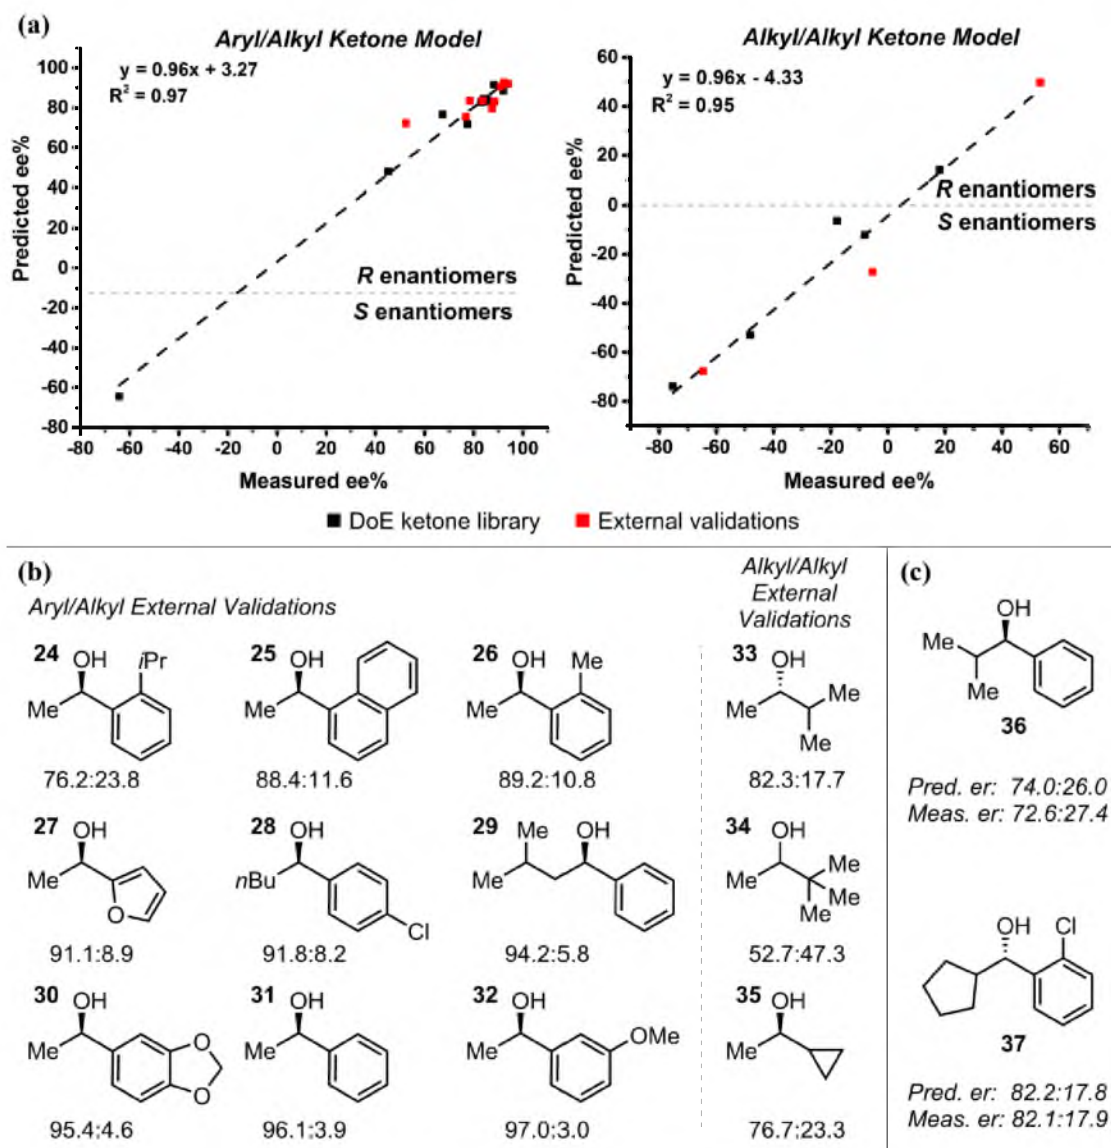 (a)
Aryl/Alkyl Ketone Model
y = 0.96x + 3.27
R² = 0.97
Predicted ee%
100
80
60
40
20
0
-20
-40
-60
-80
R enantiomers
S enantiomers
-80 -60 -40 -20 0 20 40 60 80 100
Measured ee%
Alkyl/Alkyl Ketone Model
y = 0.96x - 4.33
R² = 0.95
Predicted ee%
60
40
20
0
-20
-40
-60
-80
R enantiomers
S enantiomers
-80 -60 -40 -20 0 20 40 60
Measured ee%
DoE ketone library External validations
(b)
Aryl/Alkyl External Validations
Alkyl/Alkyl
External
Validations
24 OH iPr
Me
76.2:23.8
25 OH
Me
88.4:11.6
26 OH Me
Me
89.2:10.8
33
OH
Me Me
Me
82.3:17.7
27 OH
Me
O
91.1:8.9
28 OH
nBu
Cl
91.8:8.2
29 Me OH
Me
94.2:5.8
34
OH
Me
Me
Me
Me
52.7:47.3
30 OH
Me
O
O
95.4:4.6
31 OH
Me
96.1:3.9
32 OH
Me OMe
97.0:3.0
35
OH
Me
76.7:23.3
(c)
OH
Me
Me
36
Pred. er: 74.0:26.0
Meas. er: 72.6:27.4
OH Cl
37
Pred. er: 82.2:17.8
Meas. er: 82.1:17.9